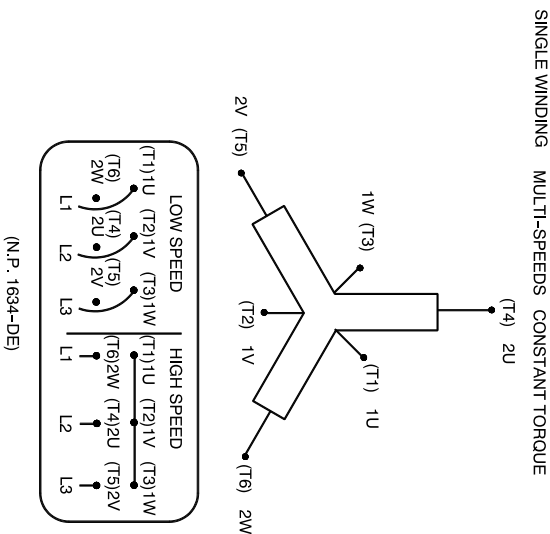 SINGLE WINDING MULTI-SPEEDS CONSTANT TORQUE
(T4) 2U
1W (T3)
(T1) 1U
2V (T5)
(T2) 1V
(T6) 2W
LOW SPEED
(T1)1U (T2)1V (T3)1W
(T6) (T4) (T5)
2W 2U 2V
L1 L2 L3
HIGH SPEED
(T1)1U (T2)1V (T3)1W
(T6)2W (T4)2U (T5)2V
L1 L2 L3
(N.P. 1634-DE)